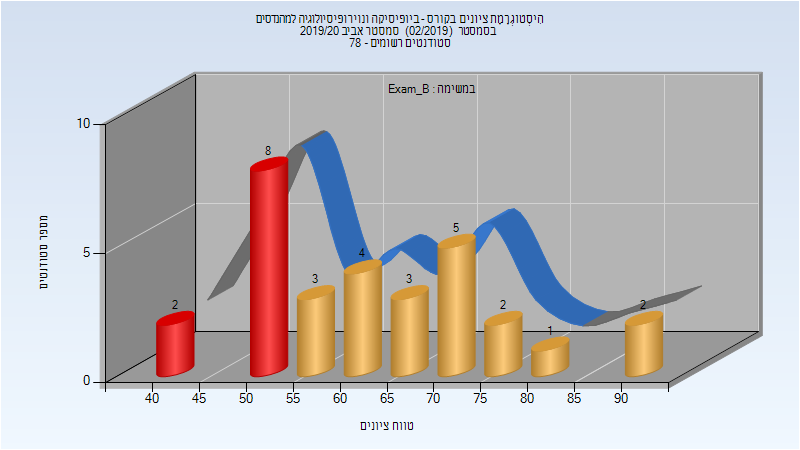 היסטוגרמת ציונים בקורס - ביופיסיקה ונוירופיסיולוגיה למהנדסים
בסמסטר (02/2019) סמסטר אביב 2019/20
סטודנטים רשומים - 78
במשימה : Exam_B
מספר סטודנטים
10
5
0
2
8
3
4
3
5
2
1
2
40 45 50 55 60 65 70 75 80 85 90
טווח ציונים